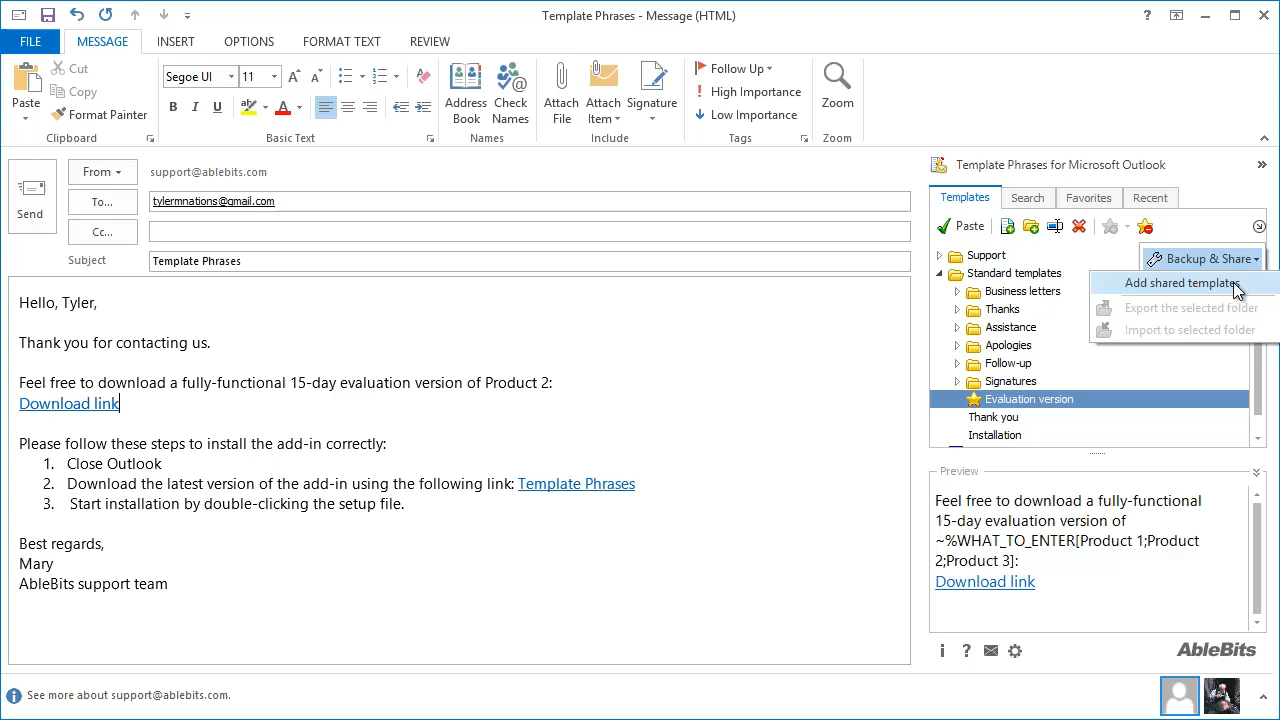 Template Phrases - Message (HTML)
?
FILE
MESSAGE
INSERT
OPTIONS
FORMAT TEXT
REVIEW
Paste
Cut
Copy
Format Painter
Clipboard
Segoe UI
11
B I U
A
Basic Text
Address Book
Check Names
Names
Attach File
Attach Item
Signature
Include
Follow Up
High Importance
Low Importance
Tags
Zoom
Zoom
Send
From
support@ablebits.com
To...
tylermnations@gmail.com
Cc...
Subject
Template Phrases
Hello, Tyler,
Thank you for contacting us.
Feel free to download a fully-functional 15-day evaluation version of Product 2:
Download link
Please follow these steps to install the add-in correctly:
1. Close Outlook
2. Download the latest version of the add-in using the following link: Template Phrases
3. Start installation by double-clicking the setup file.
Best regards,
Mary
AbleBits support team
Template Phrases for Microsoft Outlook
Templates
Search
Favorites
Recent
Paste
Backup & Share
Add shared templates
Export the selected folder
Import to selected folder
Support
Standard templates
Business letters
Thanks
Assistance
Apologies
Follow-up
Signatures
Evaluation version
Thank you
Installation
Preview
Feel free to download a fully-functional
15-day evaluation version of
~%WHAT_TO_ENTER[Product 1;Product
2;Product 3]:
Download link
i ?
AbleBits
See more about support@ablebits.com.